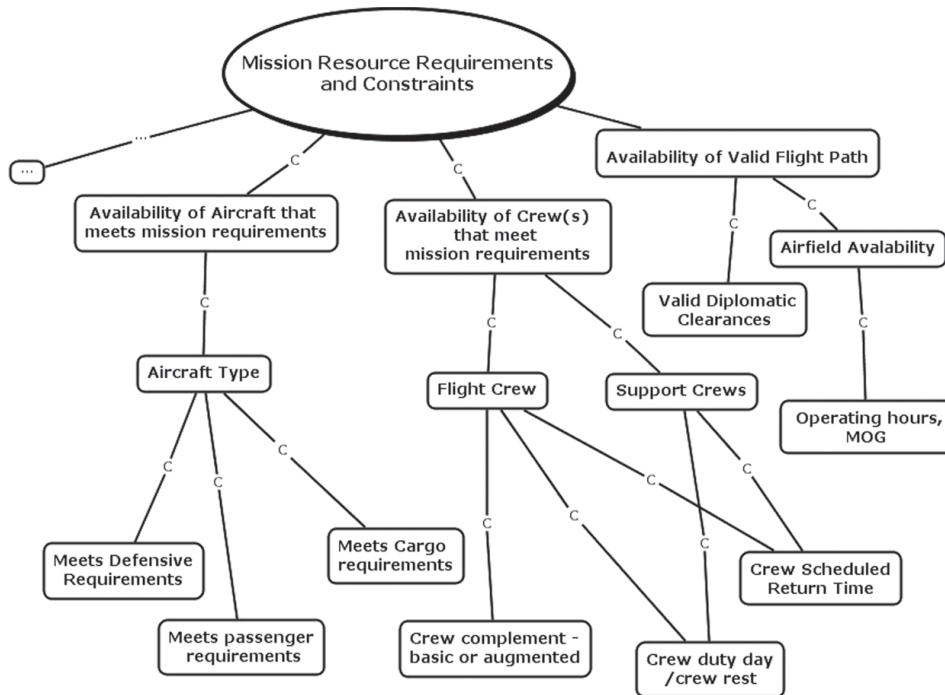 Mission Resource Requirements
and Constraints
...
...
C
C
Availability of Valid Flight Path
Availability of Aircraft that
meets mission requirements
Availability of Crew(s)
that meet
mission requirements
C
C
Airfield Avalability
Valid Diplomatic
Clearances
C
C
C
C
Aircraft Type
Flight Crew
Support Crews
Operating hours,
MOG
C
C
C
C
C
C
C
C
Meets Defensive
Requirements
Meets Cargo
requirements
Crew Scheduled
Return Time
Meets passenger
requirements
Crew complement -
basic or augmented
Crew duty day
/crew rest